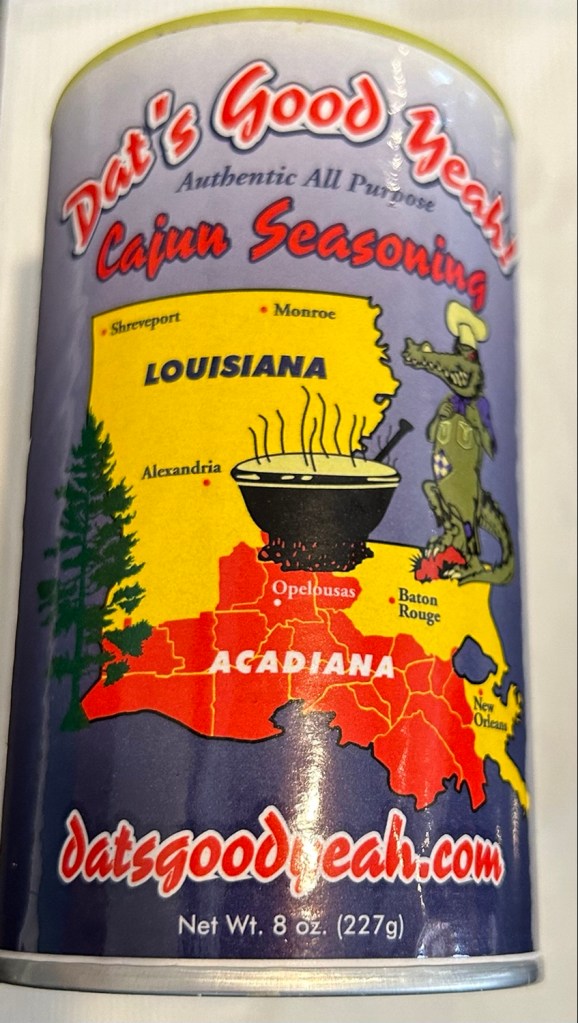 Dat's Good Yeah!
Authentic All Purpose
Cajun Seasoning
Shreveport
Monroe
LOUISIANA
Alexandria
Opelousas
Baton
Rouge
ACADIANA
New
Orleans
datsgoodyeah.com
Net Wt. 8 oz. (227g)